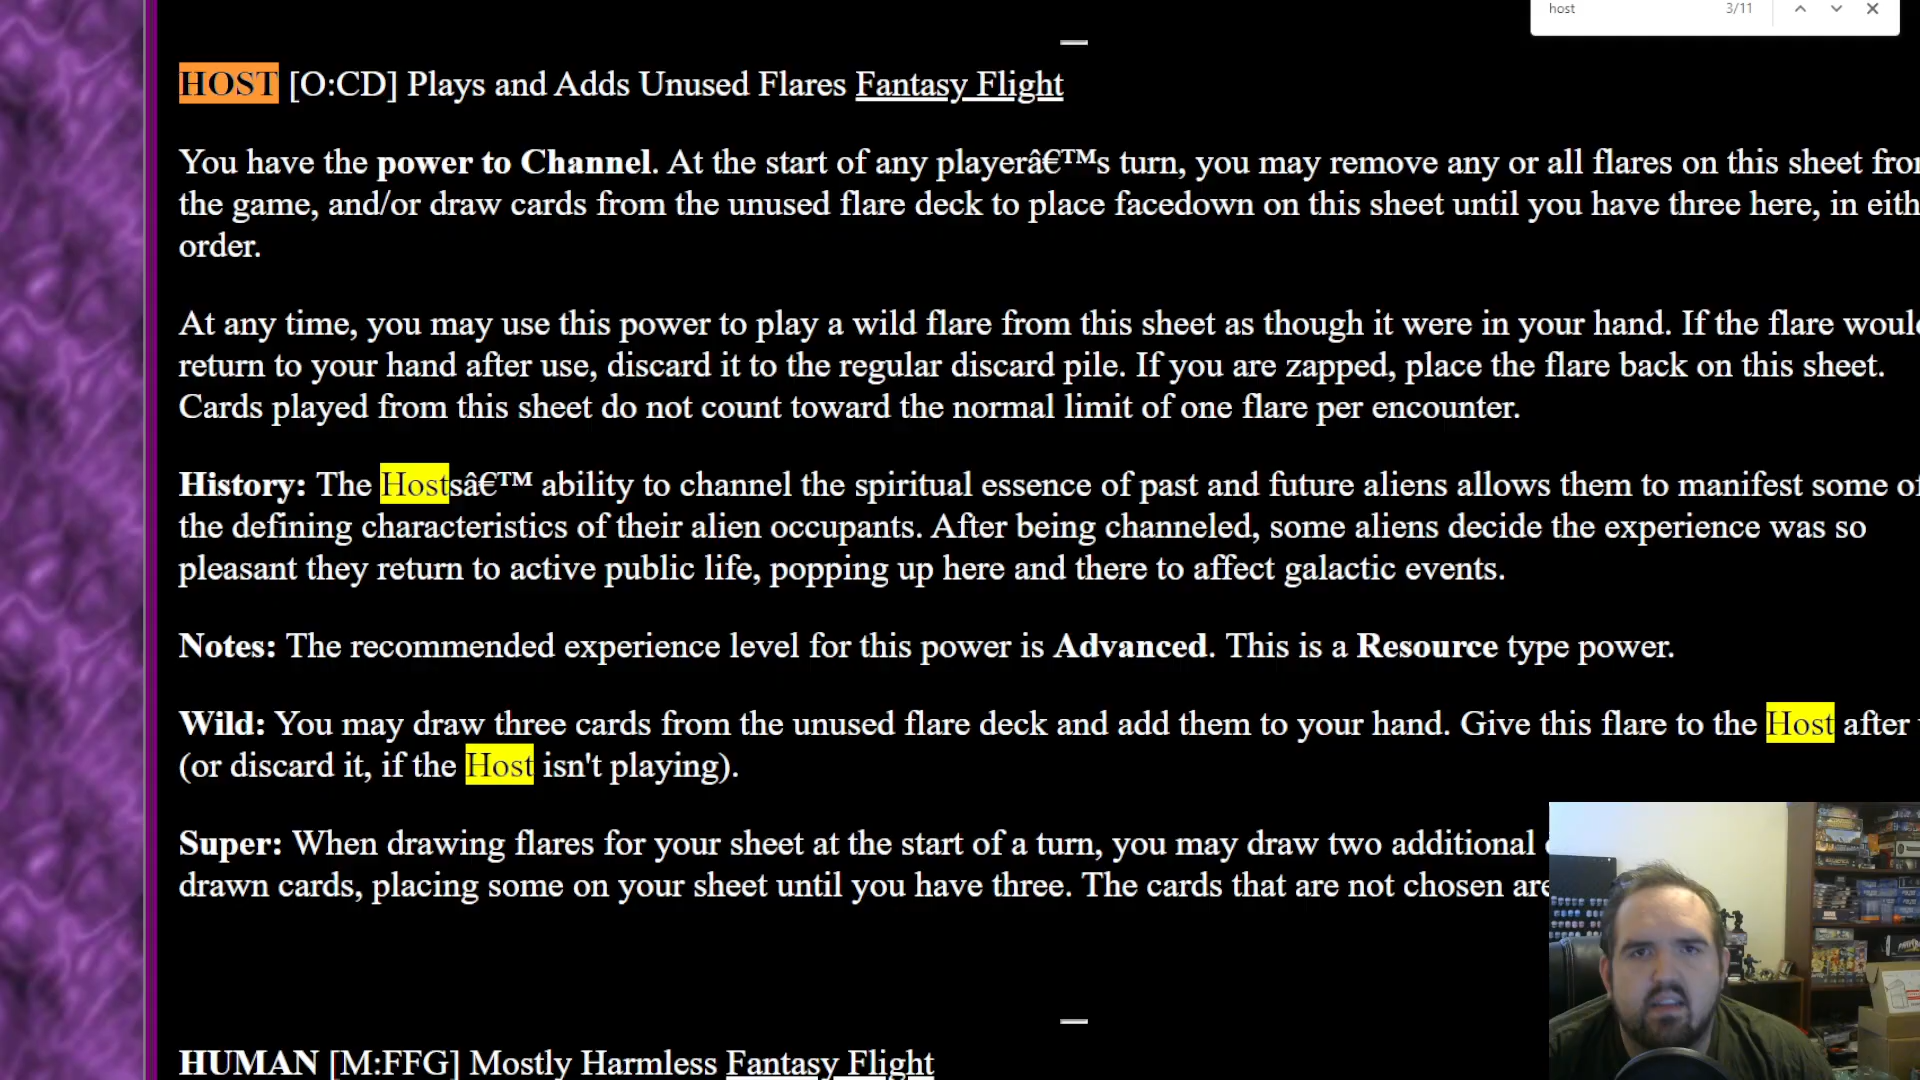 host 3/11
HOST [O:CD] Plays and Adds Unused Flares Fantasy Flight
You have the power to Channel. At the start of any playerâ€™s turn, you may remove any or all flares on this sheet
the game, and/or draw cards from the unused flare deck to place facedown on this sheet until you have three here, in
order.
At any time, you may use this power to play a wild flare from this sheet as though it were in your hand. If the flare
return to your hand after use, discard it to the regular discard pile. If you are zapped, place the flare back on this sheet.
Cards played from this sheet do not count toward the normal limit of one flare per encounter.
History: The Hostsâ€™ ability to channel the spiritual essence of past and future aliens allows them to manifest some of
the defining characteristics of their alien occupants. After being channeled, some aliens decide the experience was so
pleasant they return to active public life, popping up here and there to affect galactic events.
Notes: The recommended experience level for this power is Advanced. This is a Resource type power.
Wild: You may draw three cards from the unused flare deck and add them to your hand. Give this flare to the Host after
(or discard it, if the Host isn't playing).
Super: When drawing flares for your sheet at the start of a turn, you may draw two additional
drawn cards, placing some on your sheet until you have three. The cards that are not chosen are
HUMAN [M:FFG] Mostly Harmless Fantasy Flight